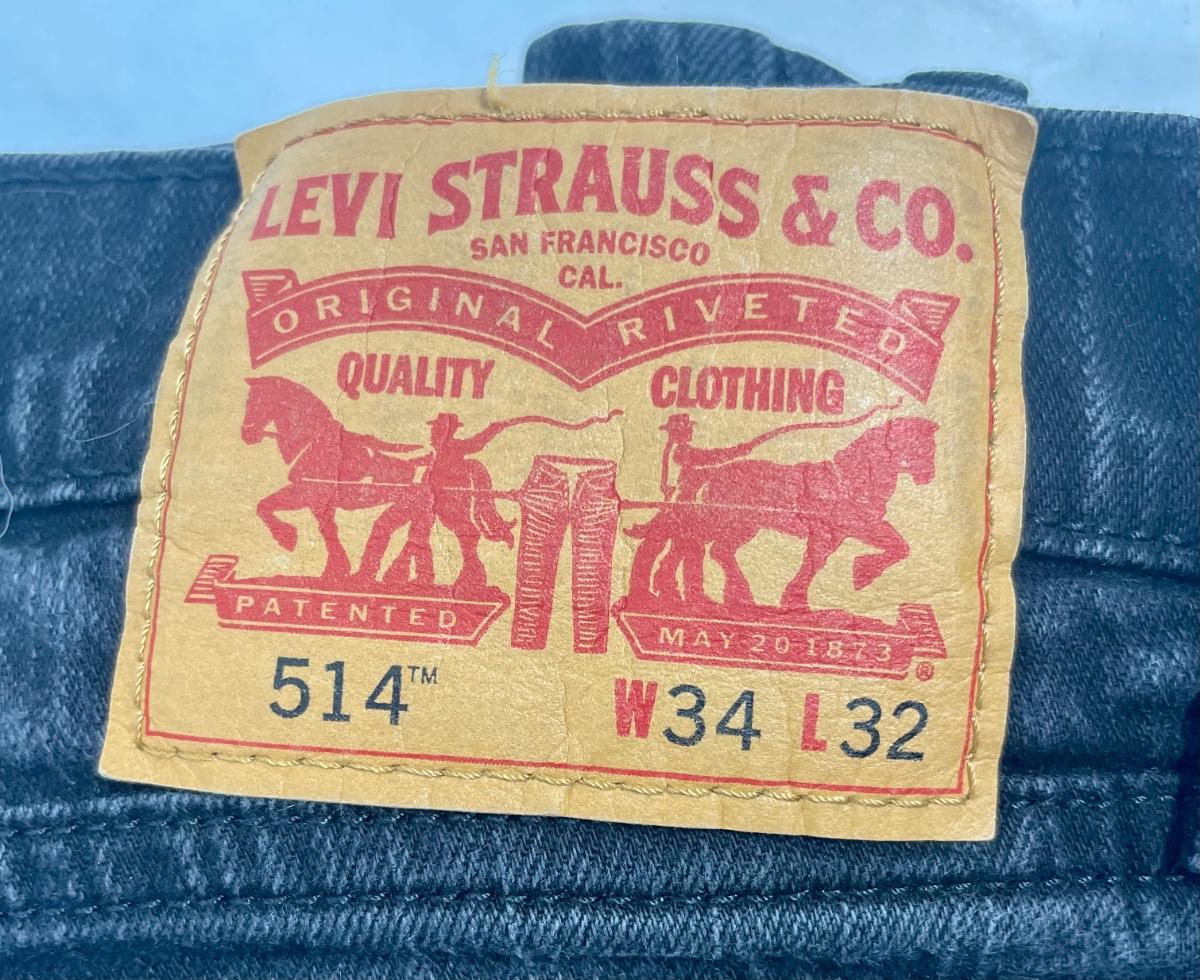 LEVI STRAUSS & CO.
SAN FRANCISCO
CAL.
ORIGINAL RIVETED
QUALITY CLOTHING
PATENTED MAY 20 1873 ®
514™ W34 L32